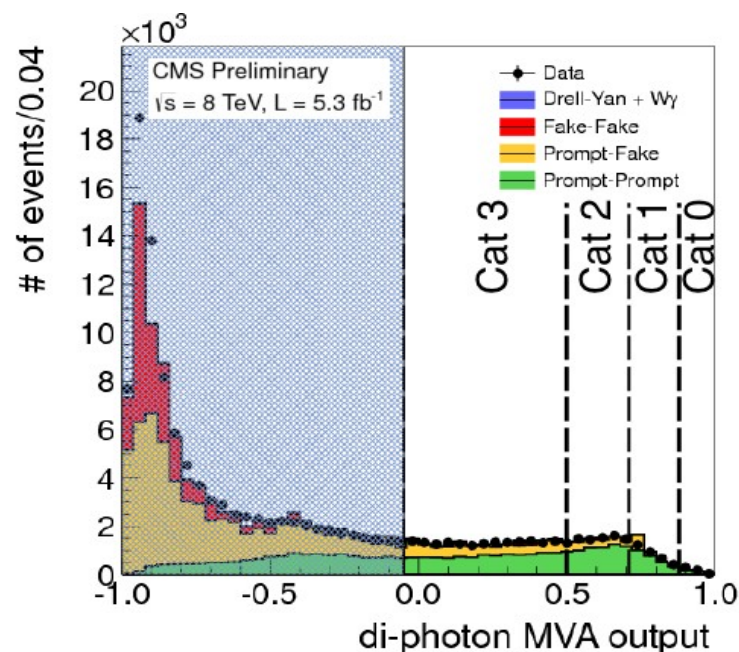 ×10³
# of events/0.04
20
18
16
14
12
10
8
6
4
2
0
CMS Preliminary
√s = 8 TeV, L = 5.3 fb⁻¹
Data
Drell-Yan + Wγ
Fake-Fake
Prompt-Fake
Prompt-Prompt
Cat 3
Cat 2
Cat 1
Cat 0
-1.0 -0.5 0.0 0.5 1.0
di-photon MVA output